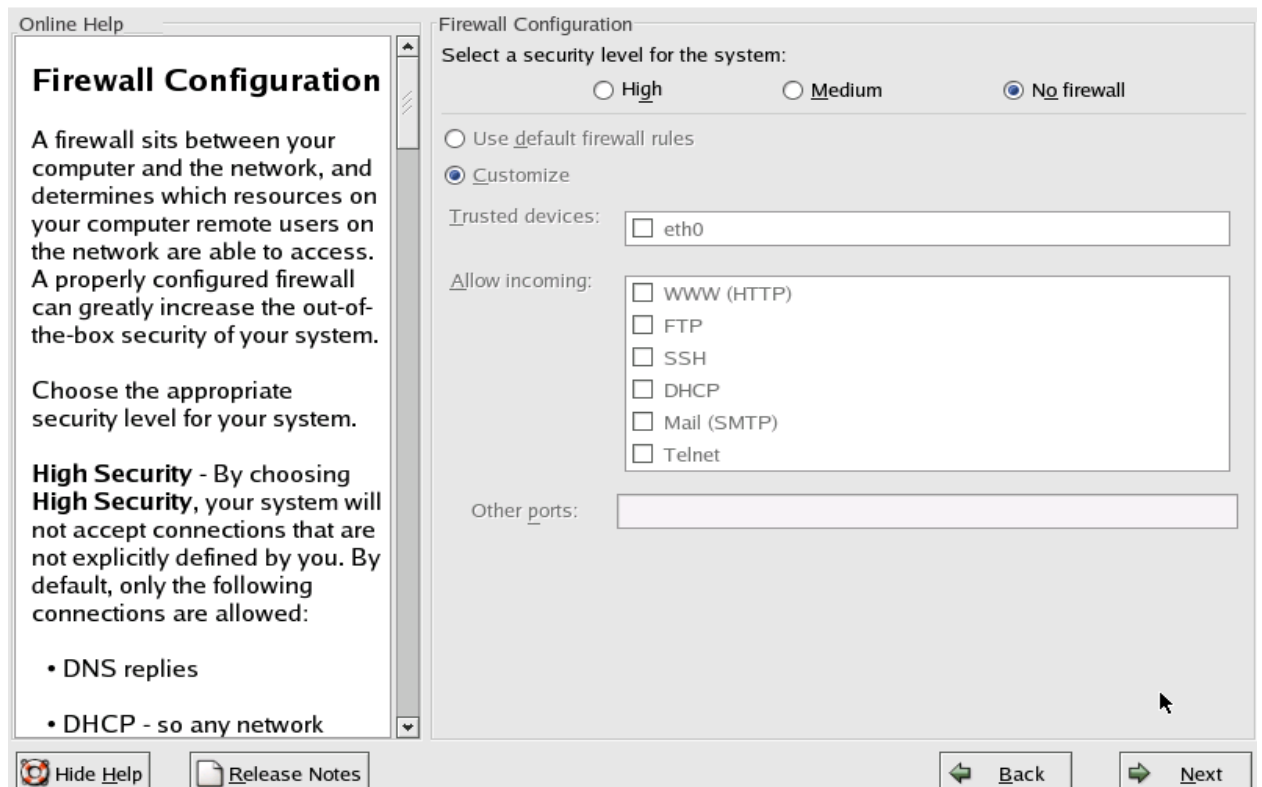 Online Help
Firewall Configuration
A firewall sits between your
computer and the network, and
determines which resources on
your computer remote users on
the network are able to access.
A properly configured firewall
can greatly increase the out-of-
the-box security of your system.
Choose the appropriate
security level for your system.
High Security - By choosing
High Security, your system will
not accept connections that are
not explicitly defined by you. By
default, only the following
connections are allowed:
• DNS replies
• DHCP - so any network
Firewall Configuration
Select a security level for the system:
High Medium No firewall
Use default firewall rules
Customize
Trusted devices: eth0
Allow incoming: WWW (HTTP)
FTP
SSH
DHCP
Mail (SMTP)
Telnet
Other ports:
Hide Help Release Notes Back Next